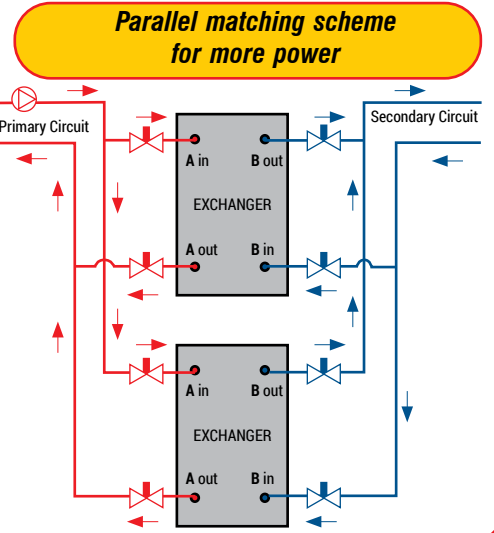 Parallel matching scheme
for more power
Primary Circuit
Secondary Circuit
A in
B out
EXCHANGER
A out
B in
A in
B out
EXCHANGER
A out
B in